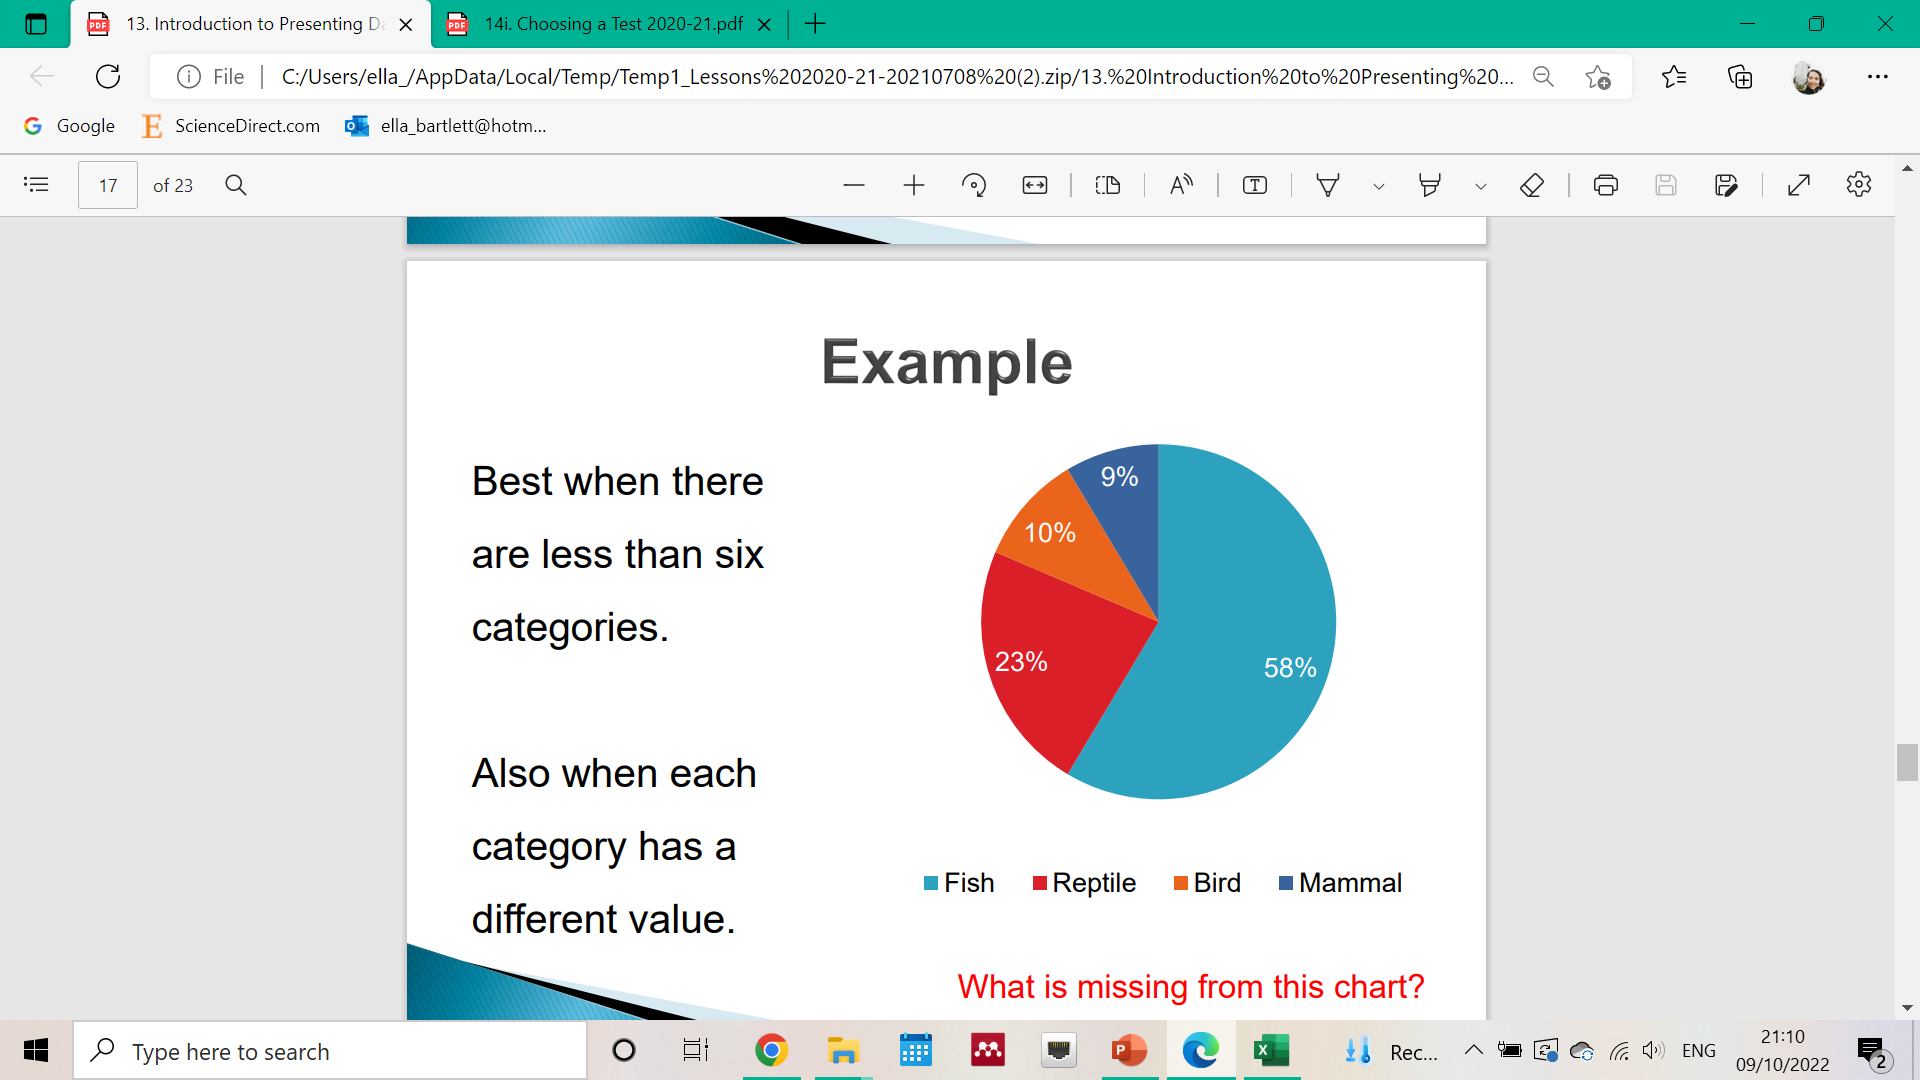 13. Introduction to Presenting Da
14i. Choosing a Test 2020-21.pdf
File
C:/Users/ella_/AppData/Local/Temp/Temp1_Lessons%202020-21-20210708%20(2).zip/13.%20Introduction%20to%20Presenting%20...
Google
ScienceDirect.com
ella_bartlett@hotm...
17 of 23
Example
Best when there
are less than six
categories.
Also when each
category has a
different value.
9%
10%
23%
58%
Fish Reptile Bird Mammal
What is missing from this chart?
Type here to search
Rec...
ENG
21:10
09/10/2022
2